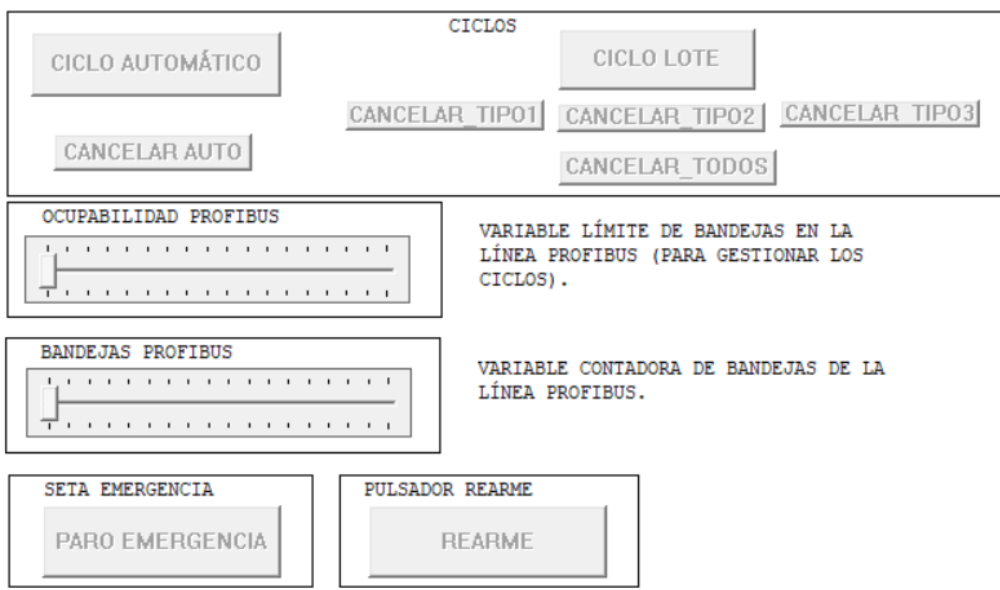 CICLOS
CICLO AUTOMÁTICO
CICLO LOTE
CANCELAR_TIPO1
CANCELAR_TIPO2
CANCELAR_TIPO3
CANCELAR AUTO
CANCELAR_TODOS
OCUPABILIDAD PROFIBUS
VARIABLE LÍMITE DE BANDEJAS EN LA
LÍNEA PROFIBUS (PARA GESTIONAR LOS
CICLOS).
BANDEJAS PROFIBUS
VARIABLE CONTADORA DE BANDEJAS DE LA
LÍNEA PROFIBUS.
SETA EMERGENCIA
PARO EMERGENCIA
PULSADOR REARME
REARME